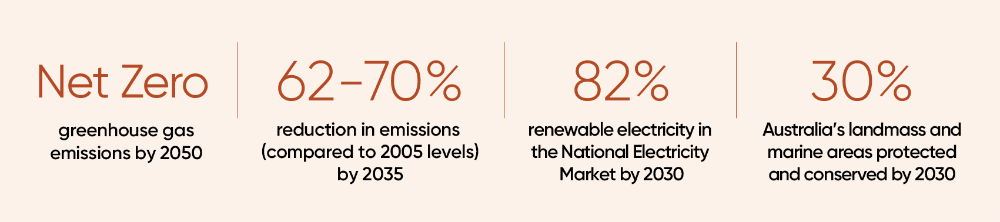 Net Zero
greenhouse gas
emissions by 2050
62–70%
reduction in emissions
(compared to 2005 levels)
by 2035
82%
renewable electricity in
the National Electricity
Market by 2030
30%
Australia’s landmass and
marine areas protected
and conserved by 2030